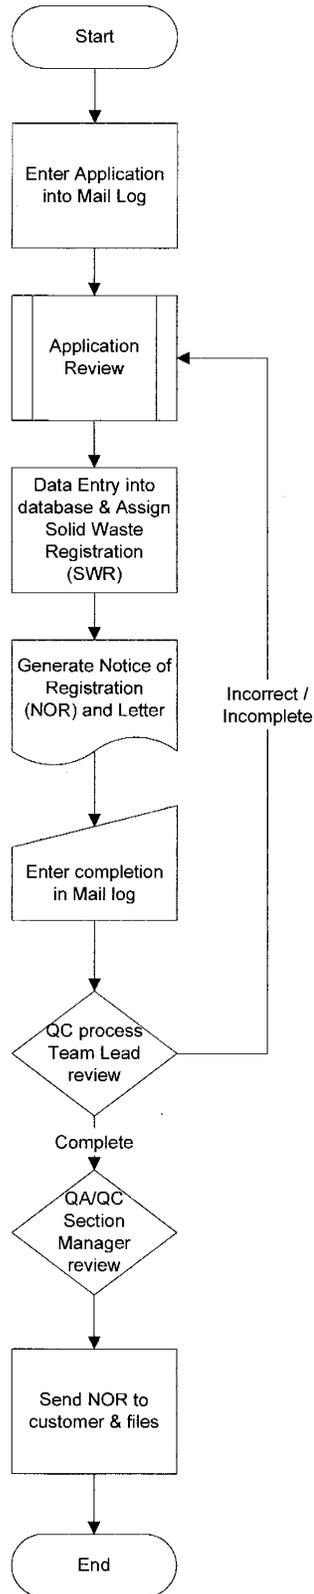 Start
Enter Application
into Mail Log
Application
Review
Data Entry into
database & Assign
Solid Waste
Registration
(SWR)
Generate Notice of
Registration
(NOR) and Letter
Incorrect /
Incomplete
Enter completion
in Mail log
QC process
Team Lead
review
Complete
QA/QC
Section
Manager
review
Send NOR to
customer & files
End